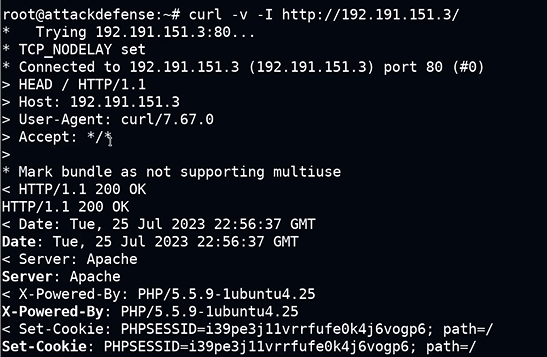 root@attackdefense:~# curl -v -I http://192.191.151.3/
*   Trying 192.191.151.3:80...
* TCP_NODELAY set
* Connected to 192.191.151.3 (192.191.151.3) port 80 (#0)
> HEAD / HTTP/1.1
> Host: 192.191.151.3
> User-Agent: curl/7.67.0
> Accept: */*
>
* Mark bundle as not supporting multiuse
< HTTP/1.1 200 OK
HTTP/1.1 200 OK
< Date: Tue, 25 Jul 2023 22:56:37 GMT
Date: Tue, 25 Jul 2023 22:56:37 GMT
< Server: Apache
Server: Apache
< X-Powered-By: PHP/5.5.9-1ubuntu4.25
X-Powered-By: PHP/5.5.9-1ubuntu4.25
< Set-Cookie: PHPSESSID=i39pe3j11vrrfufe0k4j6vogp6; path=/
Set-Cookie: PHPSESSID=i39pe3j11vrrfufe0k4j6vogp6; path=/